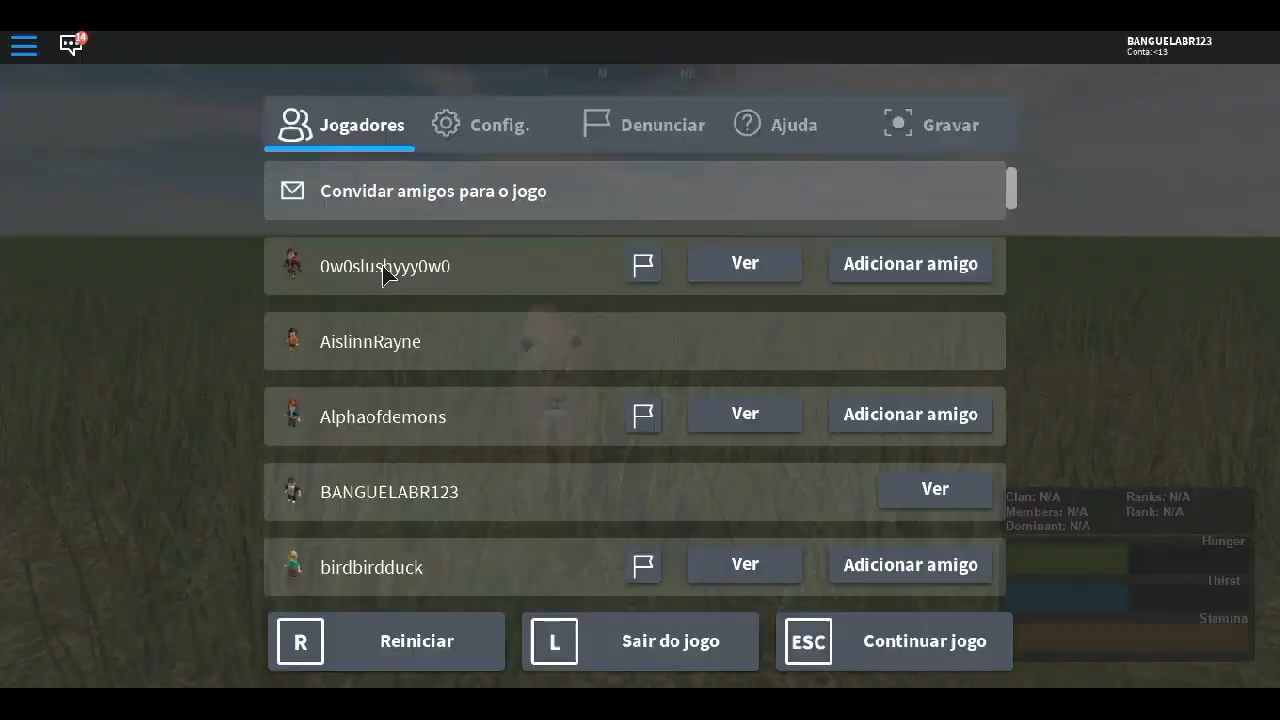 14
BANGUELABR123
Conta: <13
N
Jogadores
Config.
Denunciar
Ajuda
Gravar
Convidar amigos para o jogo
0w0slushyyy0w0
Ver
Adicionar amigo
AislinnRayne
Alphaofdemons
Ver
Adicionar amigo
BANGUELABR123
Ver
birdbirdduck
Ver
Adicionar amigo
Clan: N/A
Ranks: N/A
Members: N/A
Rank: N/A
Dominant: N/A
Hunger
Thirst
Stamina
R
Reiniciar
L
Sair do jogo
ESC
Continuar jogo